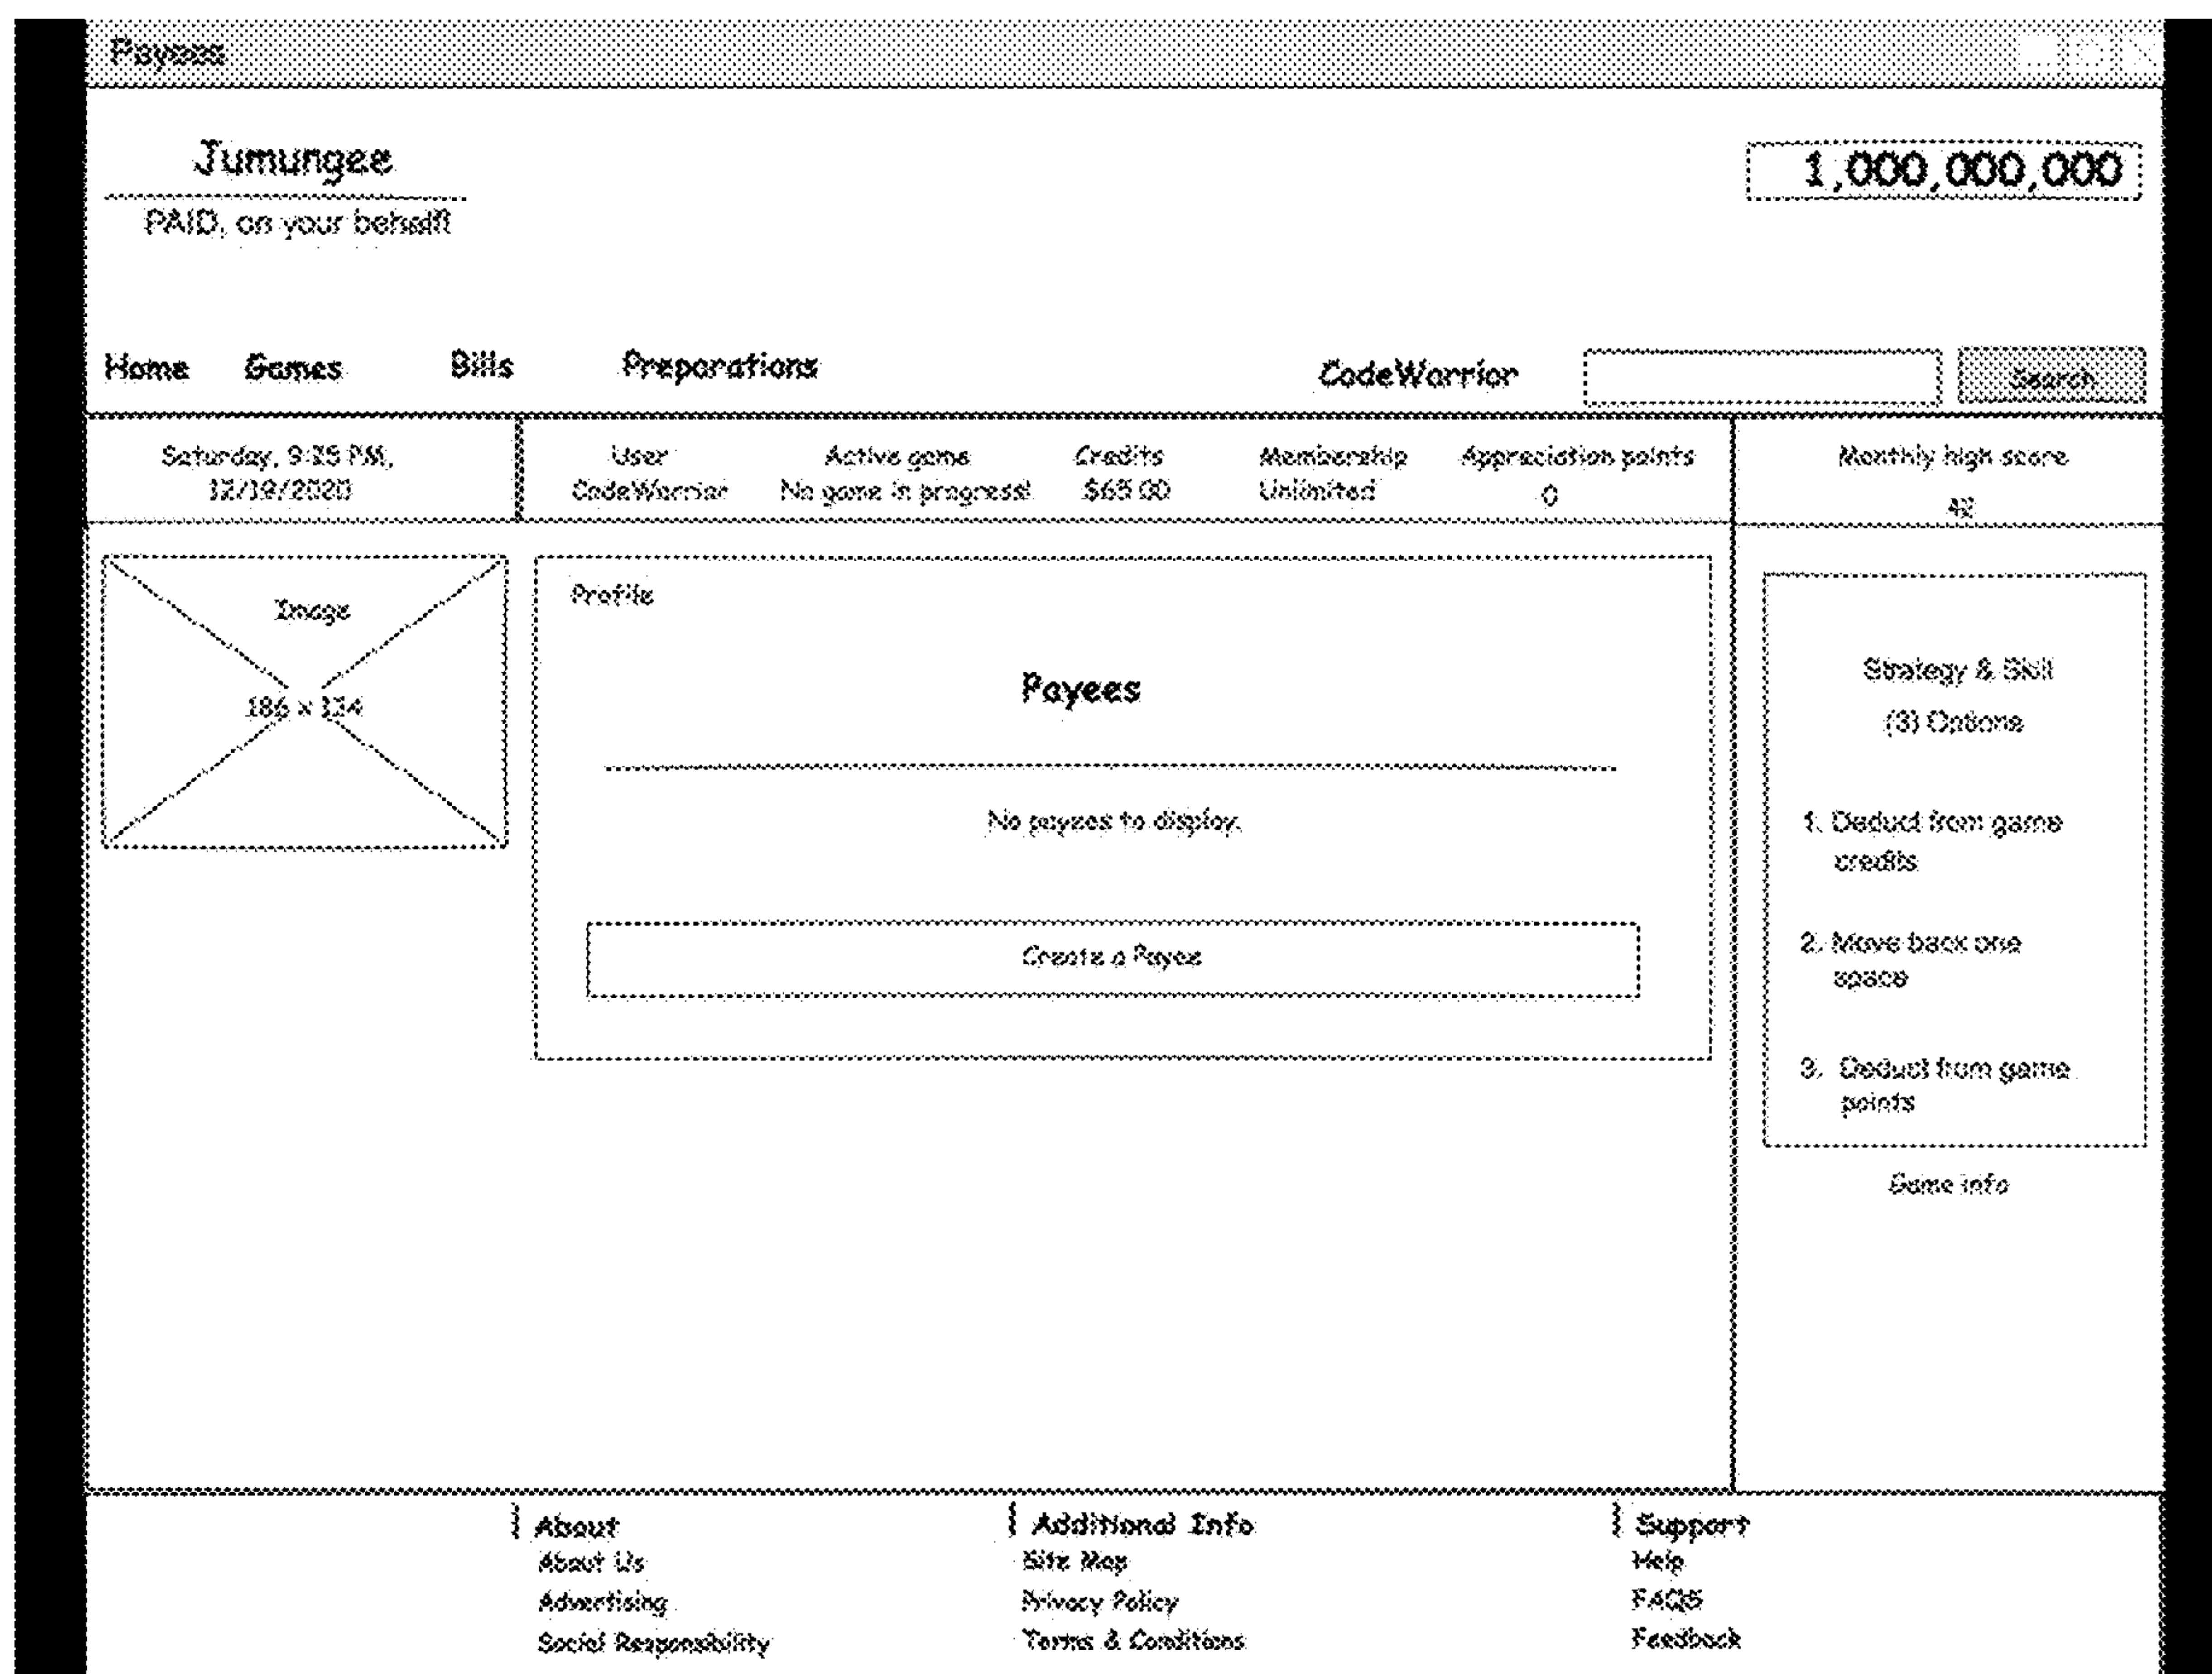 Payees
Jumungee
PAID, on your behalf!
1,000,000,000
Home Games Bills Preparations CodeWarrior Search
Saturday, 9:25 PM,
12/19/2020
User Active game Credits Membership Appreciation points
CodeWarrior No game in progress! $65.00 Unlimited 0
Monthly high score
42
Image
186 x 134
Profile
Payees
No payees to display.
Create a Payee
Strategy & Skill
(3) Options
1. Deduct from game
credits
2. Move back one
space
3. Deduct from game
points
Game info
About
About Us
Advertising
Social Responsibility
Additional Info
Site Map
Privacy Policy
Terms & Conditions
Support
Help
FAQS
Feedback